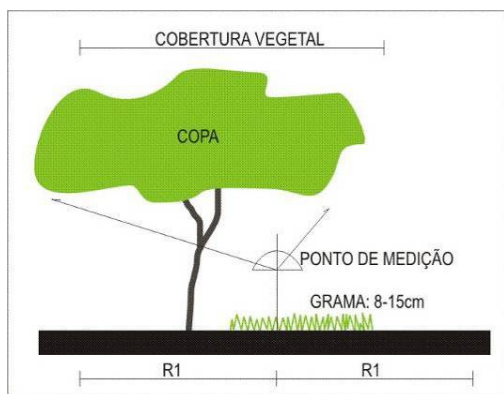 COBERTURA VEGETAL
COPA
PONTO DE MEDIÇÃO
GRAMA: 8-15cm
R1 R1